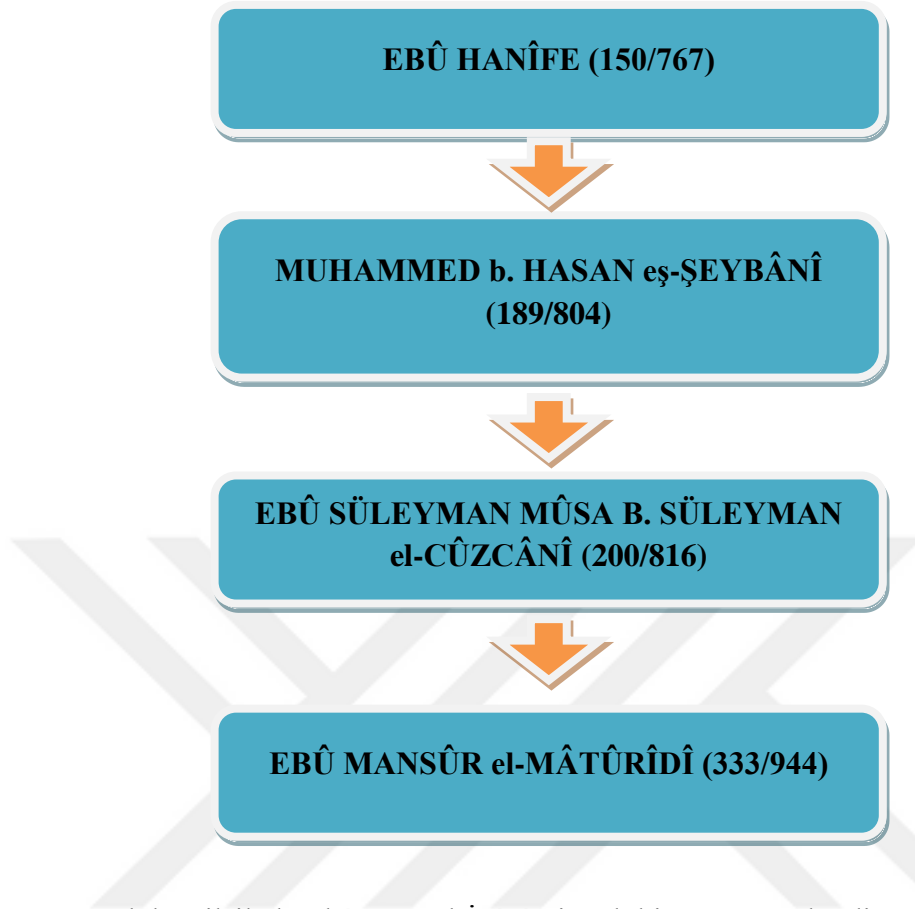 EBÛ HANÎFE (150/767)
MUHAMMED b. HASAN eş-ŞEYBÂNÎ
(189/804)
EBÛ SÜLEYMAN MÛSA B. SÜLEYMAN
el-CÛZCÂNÎ (200/816)
EBÛ MANSÛR el-MÂTÛRÎDÎ (333/944)